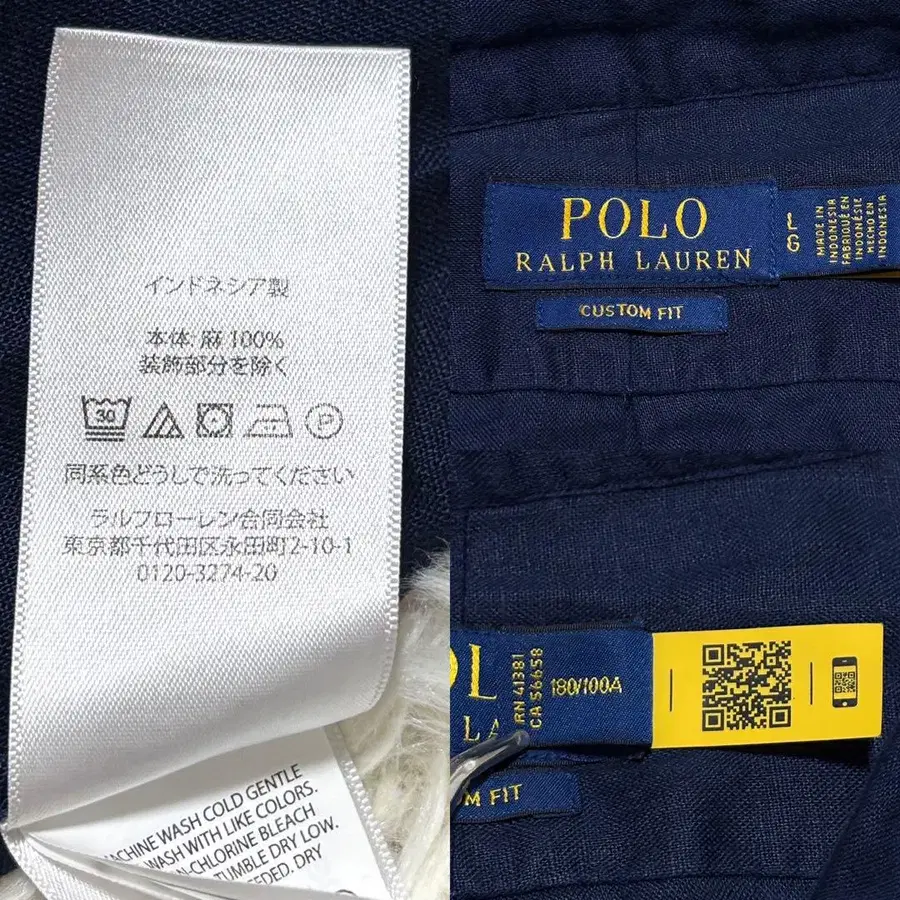 インドネシア製
本体: 麻 100%
装飾部分を除く
30
P
同系色どうしで洗ってください
ラルフローレン合同会社
東京都千代田区永田町2-10-1
0120-3274-20
MACHINE WASH COLD GENTLE
WASH WITH LIKE COLORS.
-CHLORINE BLEACH
TUMBLE DRY LOW.
DRY
POLO
RALPH LAUREN
CUSTOM FIT
L
G
MADE IN
INDONESIA
FABRIQUÉ EN
INDONÉSIE
HECHO EN
INDONESIA
OL
LA
RN 41381
CA 56658
180/100A
M FIT